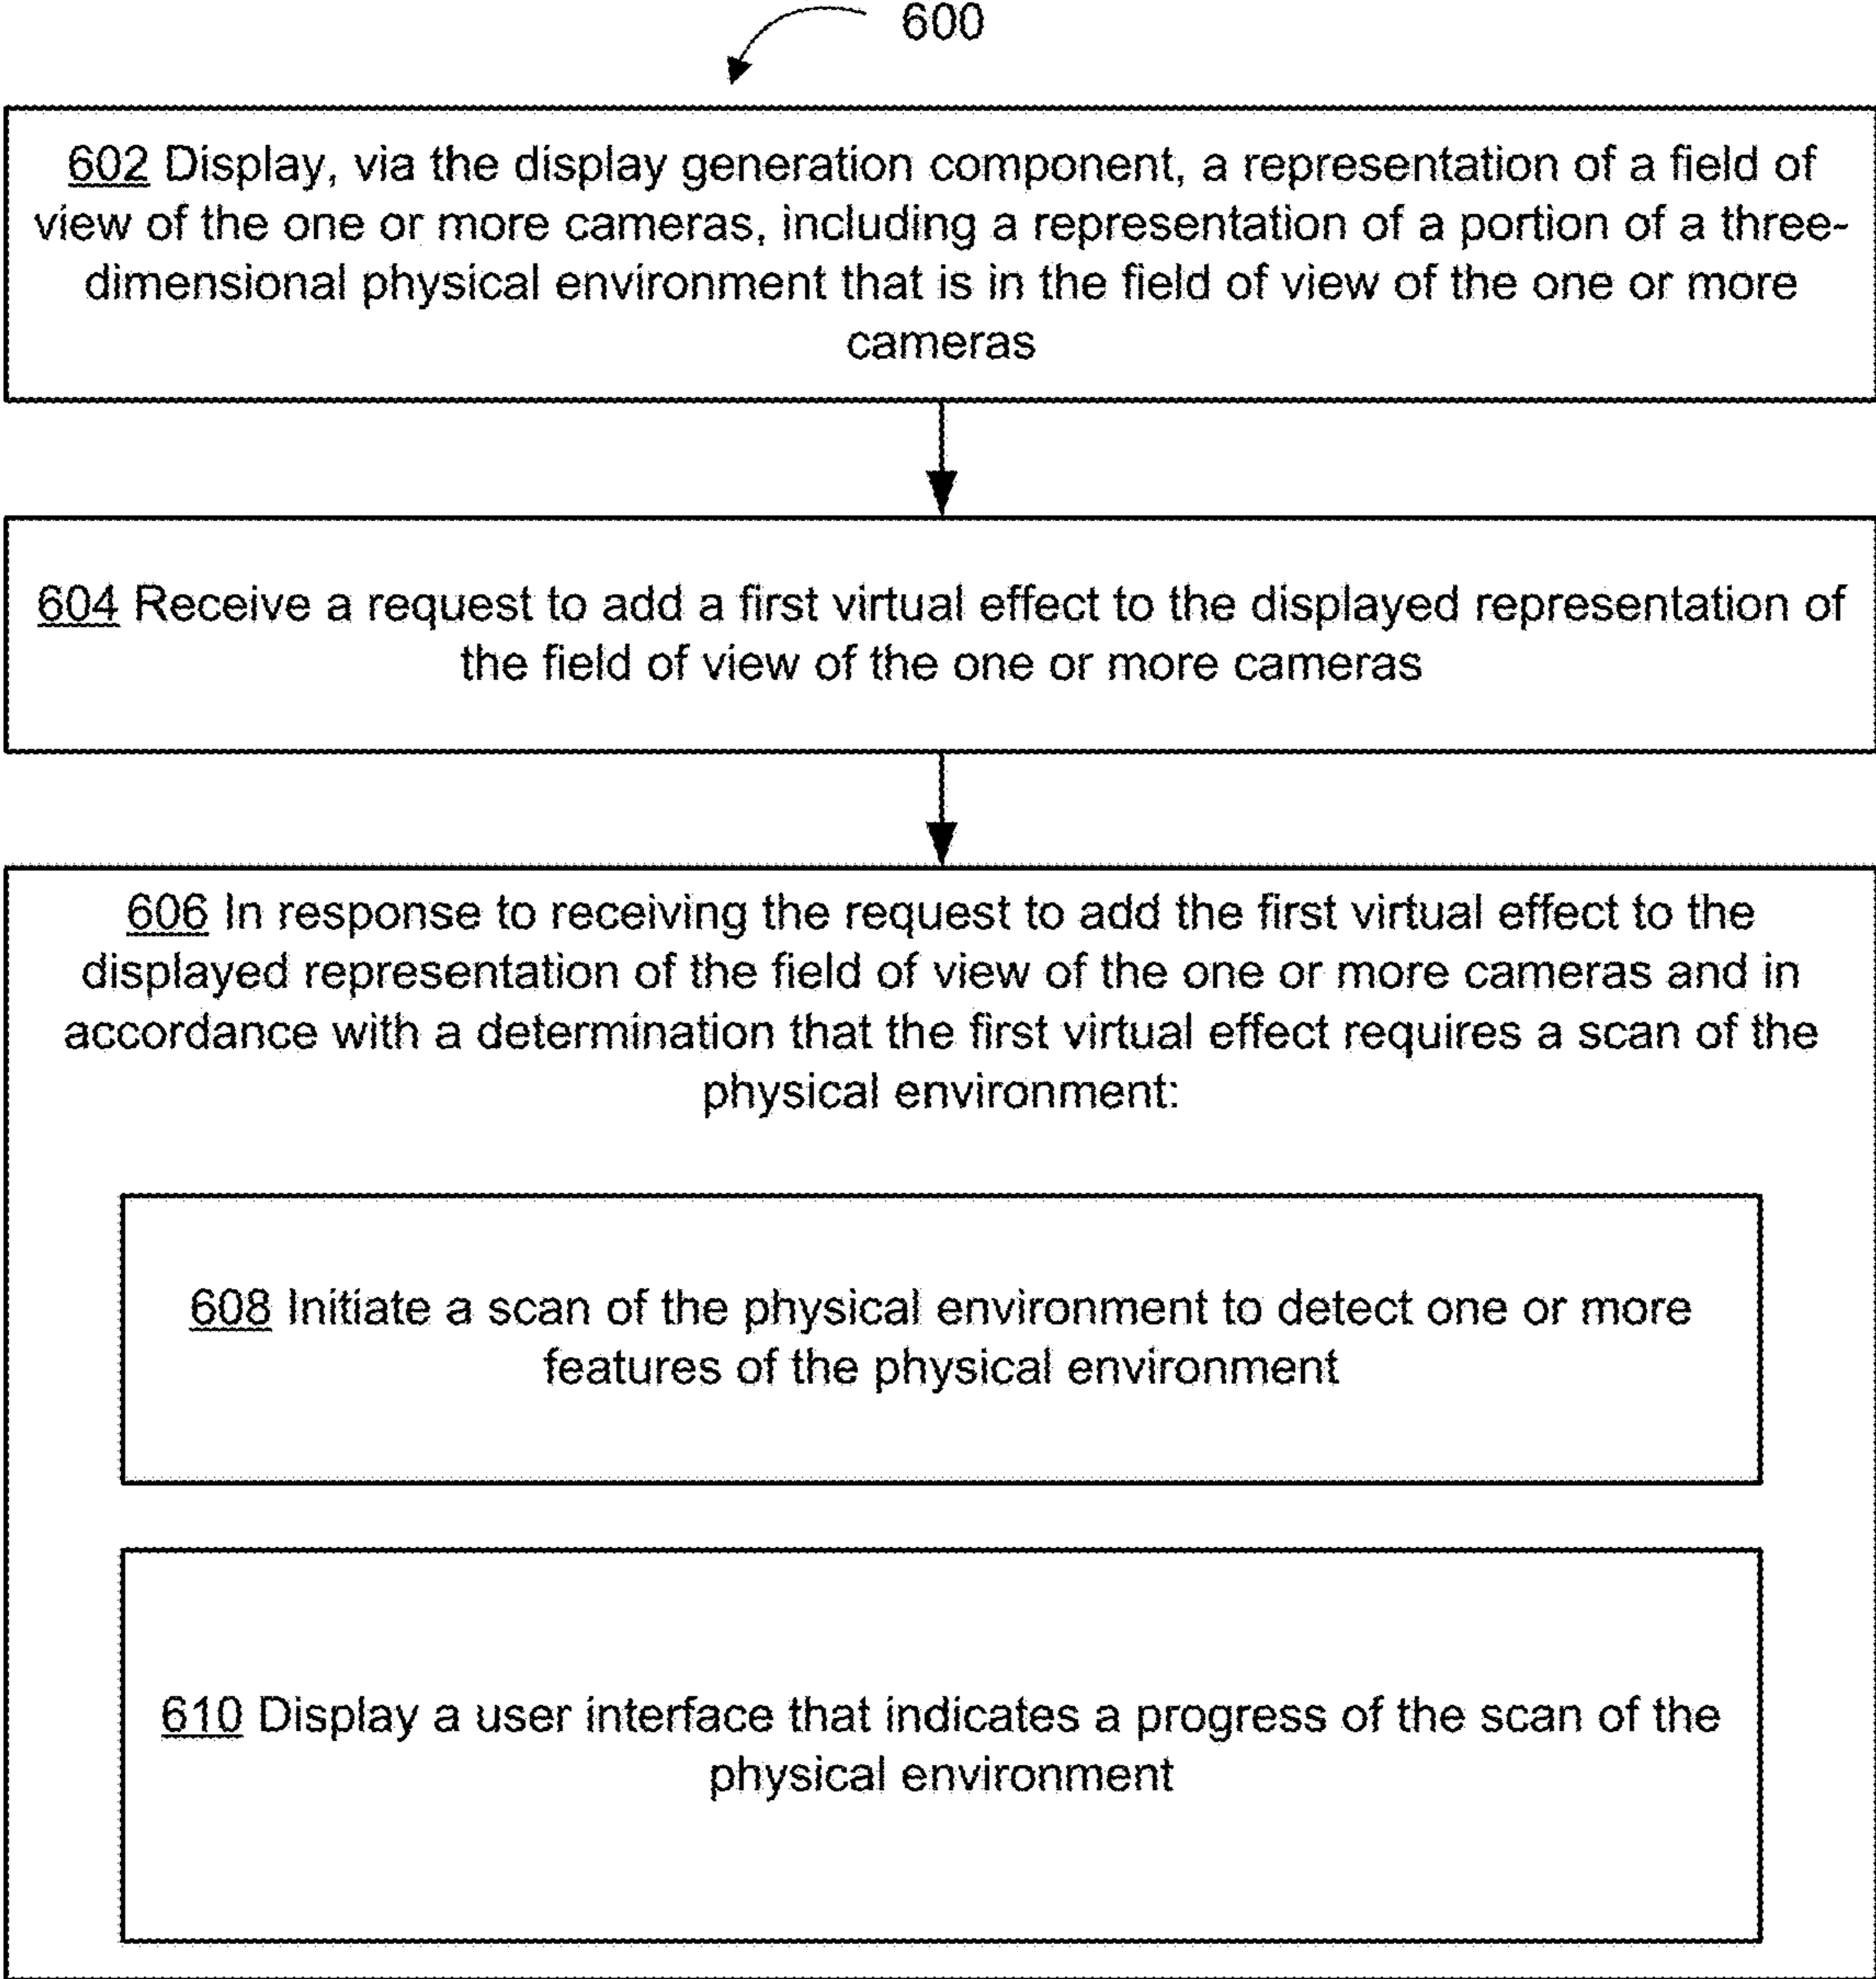 600
602 Display, via the display generation component, a representation of a field of
view of the one or more cameras, including a representation of a portion of a three-
dimensional physical environment that is in the field of view of the one or more
cameras
604 Receive a request to add a first virtual effect to the displayed representation of
the field of view of the one or more cameras
606 In response to receiving the request to add the first virtual effect to the
displayed representation of the field of view of the one or more cameras and in
accordance with a determination that the first virtual effect requires a scan of the
physical environment:
608 Initiate a scan of the physical environment to detect one or more
features of the physical environment
610 Display a user interface that indicates a progress of the scan of the
physical environment